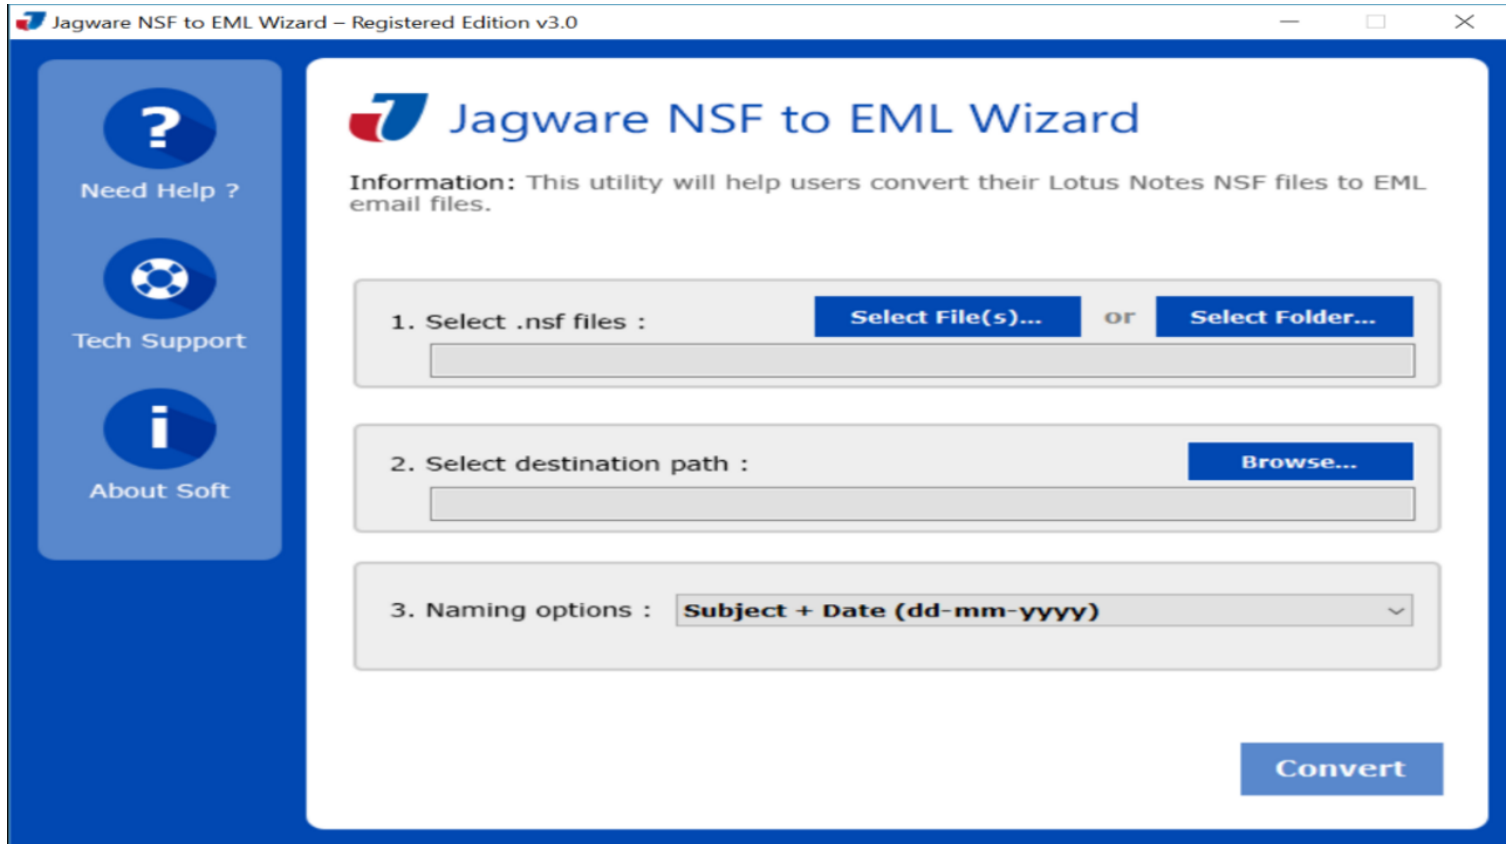 Jagware NSF to EML Wizard – Registered Edition v3.0
?
Need Help ?
Tech Support
i
About Soft
Jagware NSF to EML Wizard
Information: This utility will help users convert their Lotus Notes NSF files to EML
email files.
1. Select .nsf files :
Select File(s)... or Select Folder...
2. Select destination path :
Browse...
3. Naming options : Subject + Date (dd-mm-yyyy)
Convert